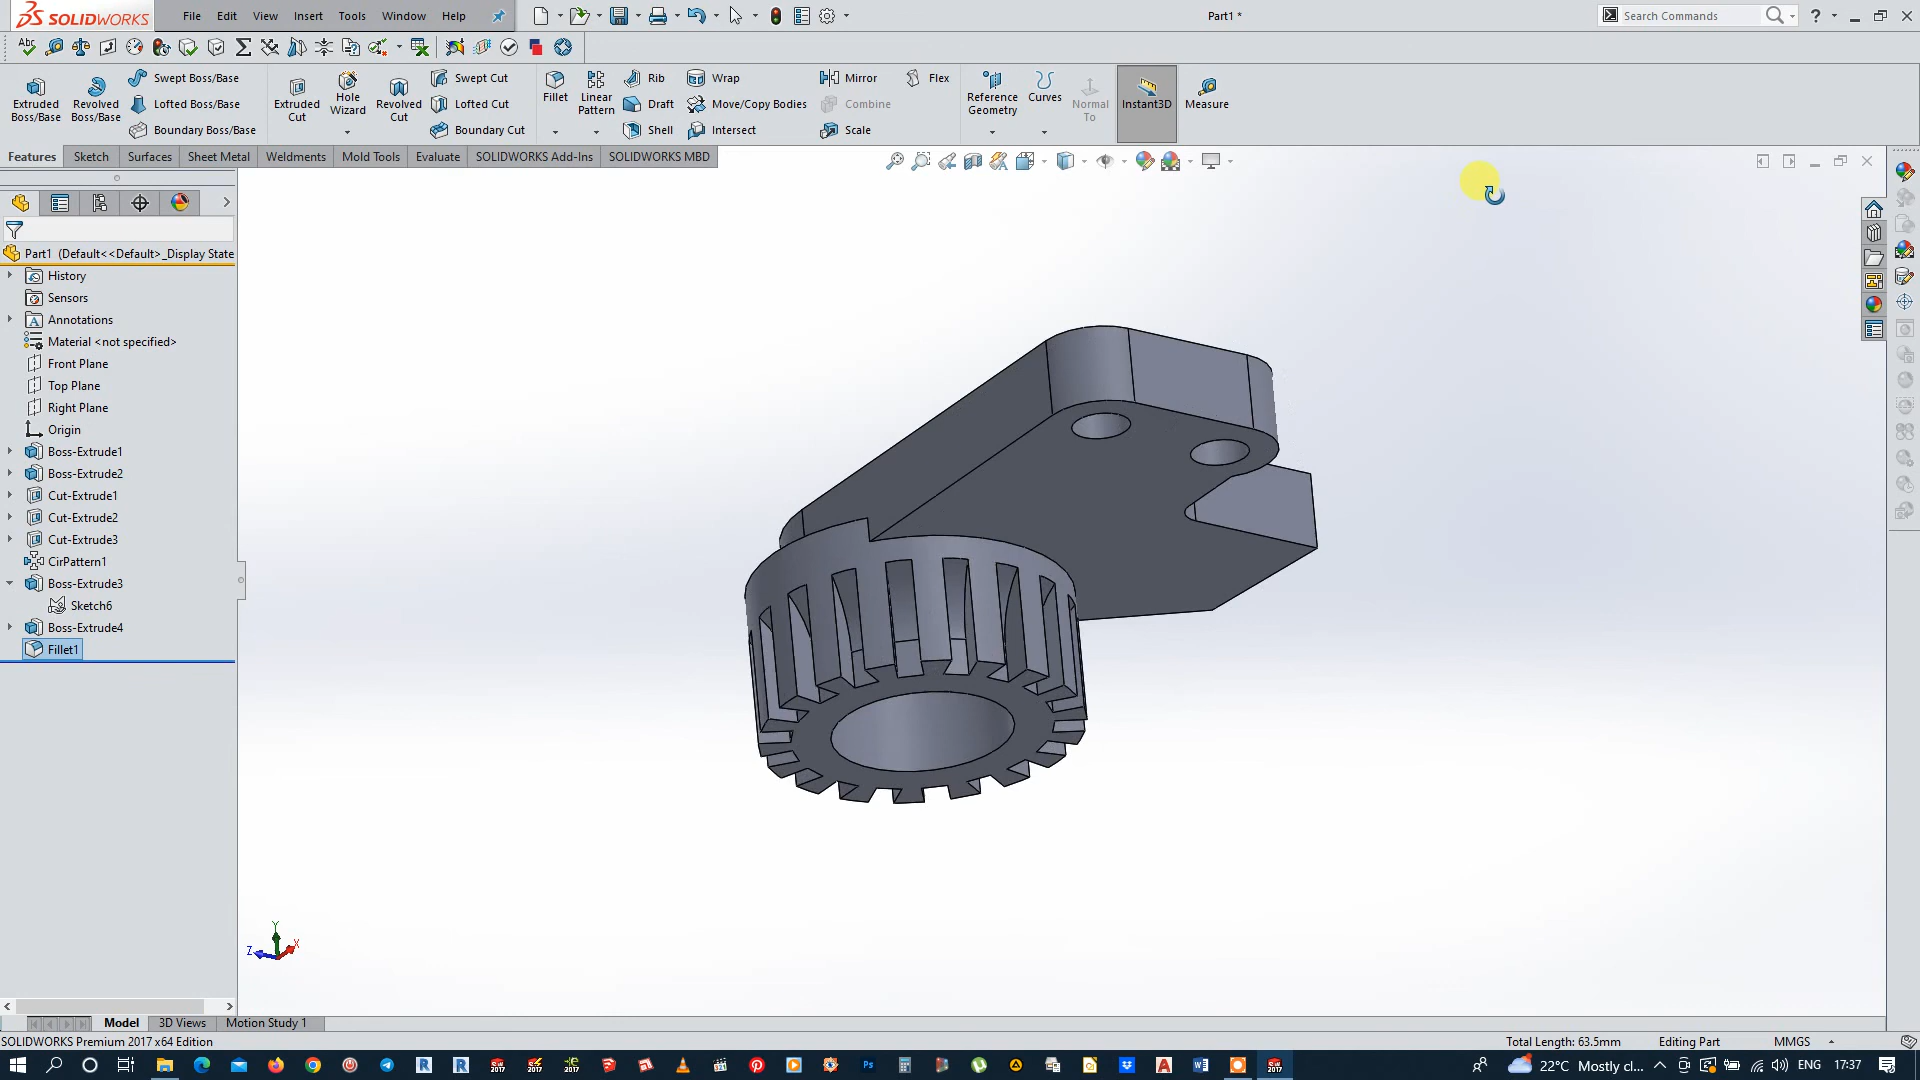 SOLIDWORKS File Edit View Insert Tools Window Help Part1 * Search Commands
Extruded Boss/Base
Revolved Boss/Base
Swept Boss/Base
Lofted Boss/Base
Boundary Boss/Base
Extruded Cut
Hole Wizard
Revolved Cut
Swept Cut
Lofted Cut
Boundary Cut
Fillet
Linear Pattern
Rib
Draft
Shell
Wrap
Move/Copy Bodies
Intersect
Mirror
Combine
Scale
Flex
Reference Geometry
Curves
Normal To
Instant3D
Measure
Features Sketch Surfaces Sheet Metal Weldments Mold Tools Evaluate SOLIDWORKS Add-Ins SOLIDWORKS MBD
Part1 (Default<<Default>_Display State
History
Sensors
Annotations
Material <not specified>
Front Plane
Top Plane
Right Plane
Origin
Boss-Extrude1
Boss-Extrude2
Cut-Extrude1
Cut-Extrude2
Cut-Extrude3
CirPattern1
Boss-Extrude3
Sketch6
Boss-Extrude4
Fillet1
Y
Z
X
Model 3D Views Motion Study 1
SOLIDWORKS Premium 2017 x64 Edition Total Length: 63.5mm Editing Part MMGS
22°C Mostly cl... ENG 17:37